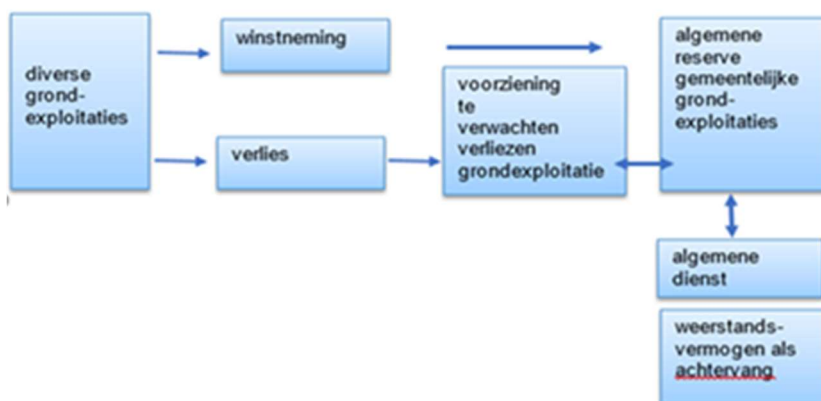 diverse
grond-
exploitaties
winstneming
verlies
voorziening
te
verwachten
verliezen
grondexploitatie
algemene
reserve
gemeentelijke
grond-
exploitaties
algemene
dienst
weerstands-
vermogen als
achtervang